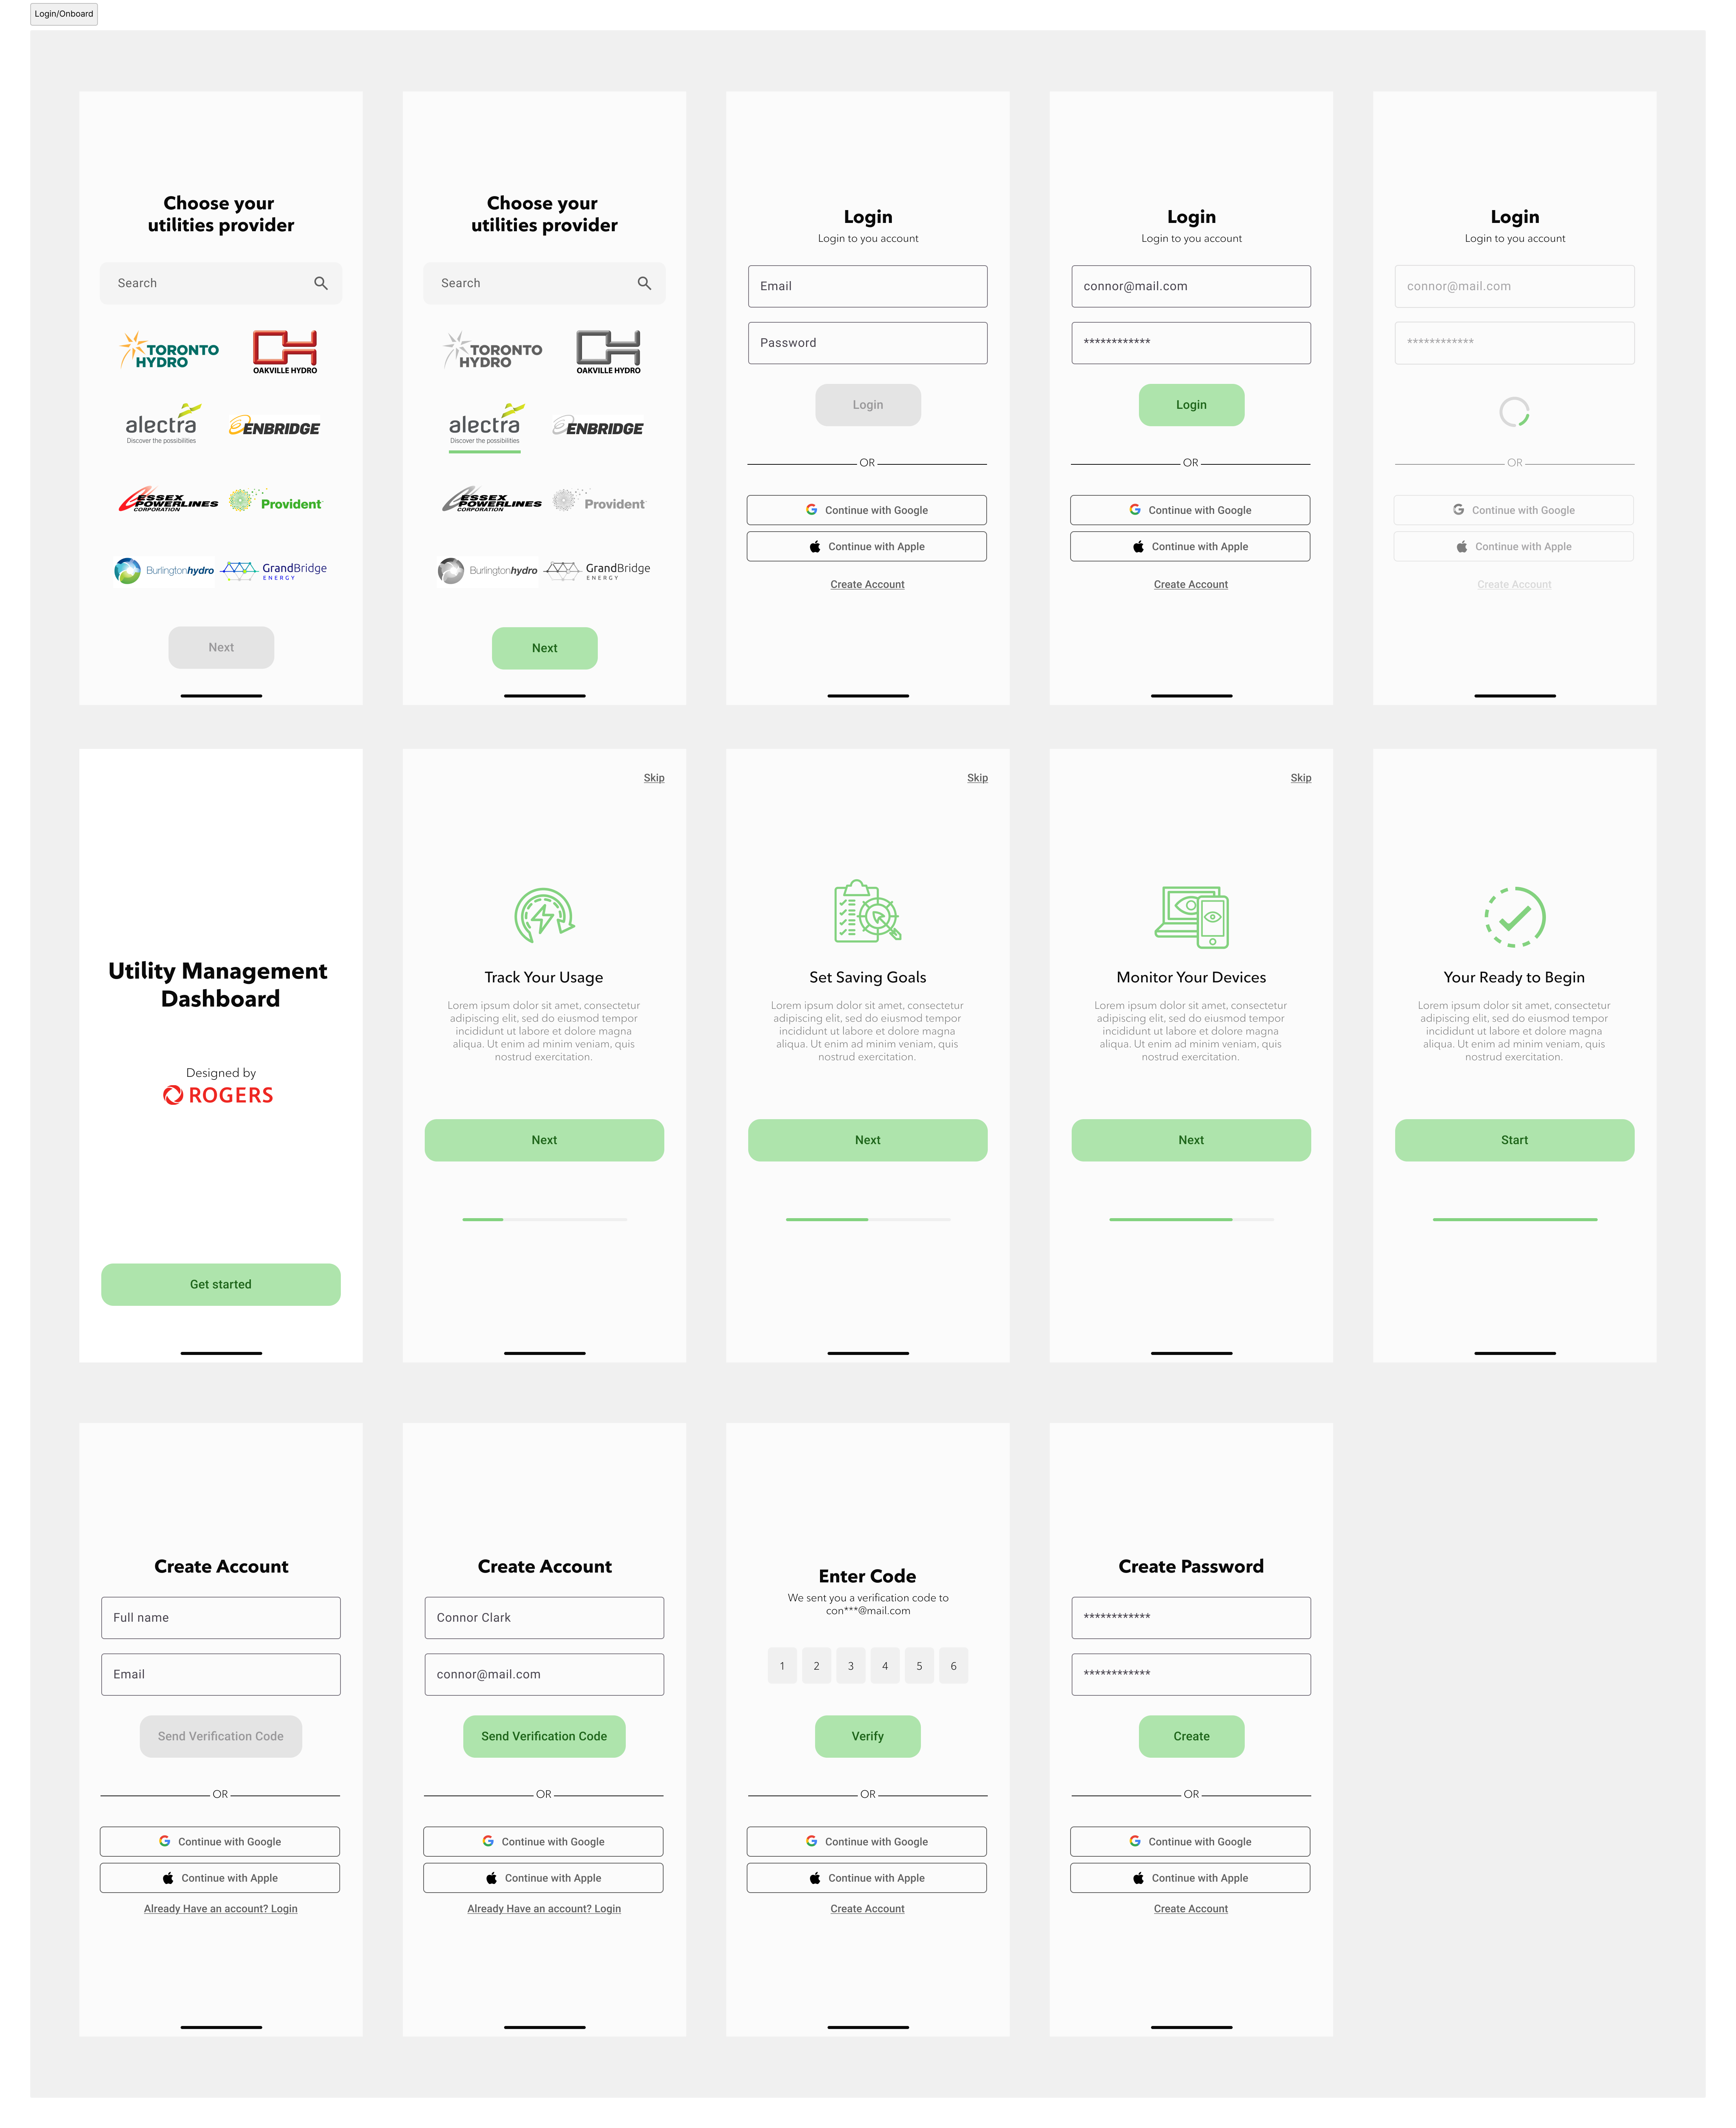 Login/Onboard
Choose your
utilities provider
Search
TORONTO
HYDRO
OAKVILLE HYDRO
alectra
Discover the possibilities
ENBRIDGE
ESSEX
POWERLINES
CORPORATION
Provident
Burlingtonhydro
GrandBridge
ENERGY
Next
Choose your
utilities provider
Search
TORONTO
HYDRO
OAKVILLE HYDRO
alectra
Discover the possibilities
ENBRIDGE
ESSEX
POWERLINES
CORPORATION
Provident
Burlingtonhydro
GrandBridge
ENERGY
Next
Login
Login to you account
Email
Password
Login
OR
Continue with Google
Continue with Apple
Create Account
Login
Login to you account
connor@mail.com
************
Login
OR
Continue with Google
Continue with Apple
Create Account
Login
Login to you account
connor@mail.com
************
OR
Continue with Google
Continue with Apple
Create Account
Utility Management
Dashboard
Designed by
ROGERS
Get started
Skip
Track Your Usage
Lorem ipsum dolor sit amet, consectetur
adipiscing elit, sed do eiusmod tempor
incididunt ut labore et dolore magna
aliqua. Ut enim ad minim veniam, quis
nostrud exercitation.
Next
Skip
Set Saving Goals
Lorem ipsum dolor sit amet, consectetur
adipiscing elit, sed do eiusmod tempor
incididunt ut labore et dolore magna
aliqua. Ut enim ad minim veniam, quis
nostrud exercitation.
Next
Skip
Monitor Your Devices
Lorem ipsum dolor sit amet, consectetur
adipiscing elit, sed do eiusmod tempor
incididunt ut labore et dolore magna
aliqua. Ut enim ad minim veniam, quis
nostrud exercitation.
Next
Your Ready to Begin
Lorem ipsum dolor sit amet, consectetur
adipiscing elit, sed do eiusmod tempor
incididunt ut labore et dolore magna
aliqua. Ut enim ad minim veniam, quis
nostrud exercitation.
Start
Create Account
Full name
Email
Send Verification Code
OR
Continue with Google
Continue with Apple
Already Have an account? Login
Create Account
Connor Clark
connor@mail.com
Send Verification Code
OR
Continue with Google
Continue with Apple
Already Have an account? Login
Enter Code
We sent you a verification code to
con***@mail.com
1 2 3 4 5 6
Verify
OR
Continue with Google
Continue with Apple
Create Account
Create Password
************
************
Create
OR
Continue with Google
Continue with Apple
Create Account